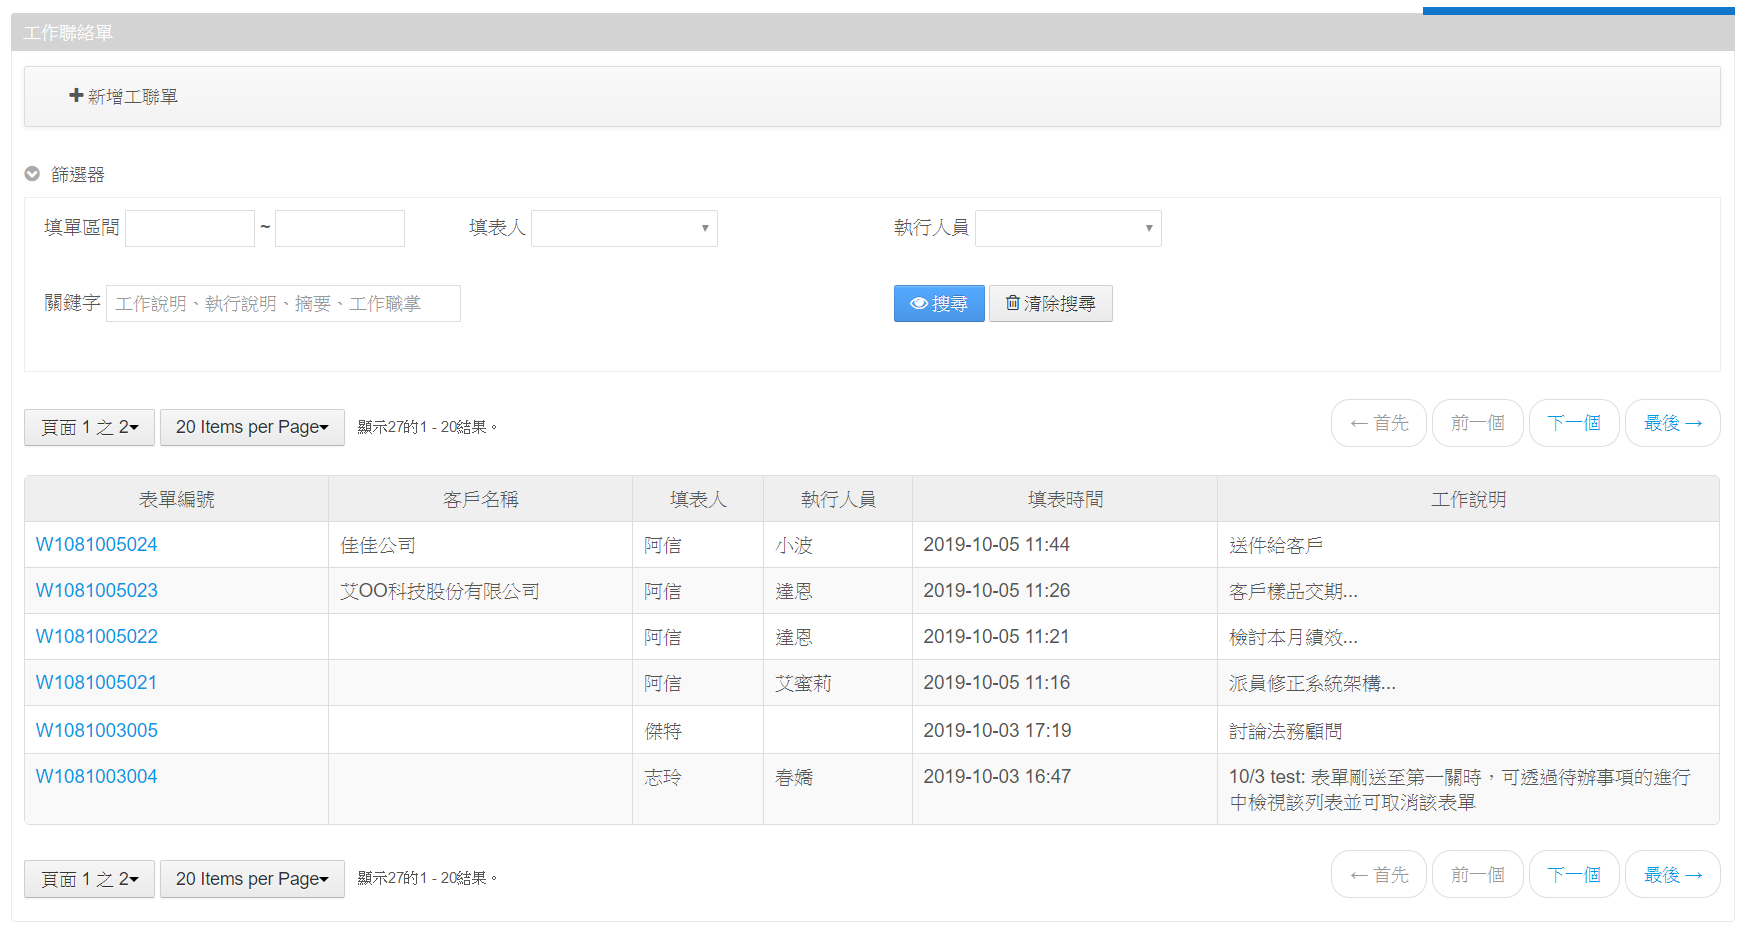 工作聯絡單
新增工聯單
篩選器
填單區間 ~ 填表人 執行人員
關鍵字 工作說明、執行說明、摘要、工作職掌 搜尋 清除搜尋
頁面 1 之 2 20 Items per Page 顯示27的1 - 20結果。 ← 首先 前一個 下一個 最後 →
表單編號 客戶名稱 填表人 執行人員 填表時間 工作說明
W1081005024 佳佳公司 阿信 小波 2019-10-05 11:44 送件給客戶
W1081005023 艾OO科技股份有限公司 阿信 達恩 2019-10-05 11:26 客戶樣品交期...
W1081005022 阿信 達恩 2019-10-05 11:21 檢討本月績效...
W1081005021 阿信 艾蜜莉 2019-10-05 11:16 派員修正系統架構...
W1081003005 傑特 2019-10-03 17:19 討論法務顧問
W1081003004 志玲 春嬌 2019-10-03 16:47 10/3 test: 表單剛送至第一關時，可透過待辦事項的進行
中檢視該列表並可取消該表單
頁面 1 之 2 20 Items per Page 顯示27的1 - 20結果。 ← 首先 前一個 下一個 最後 →